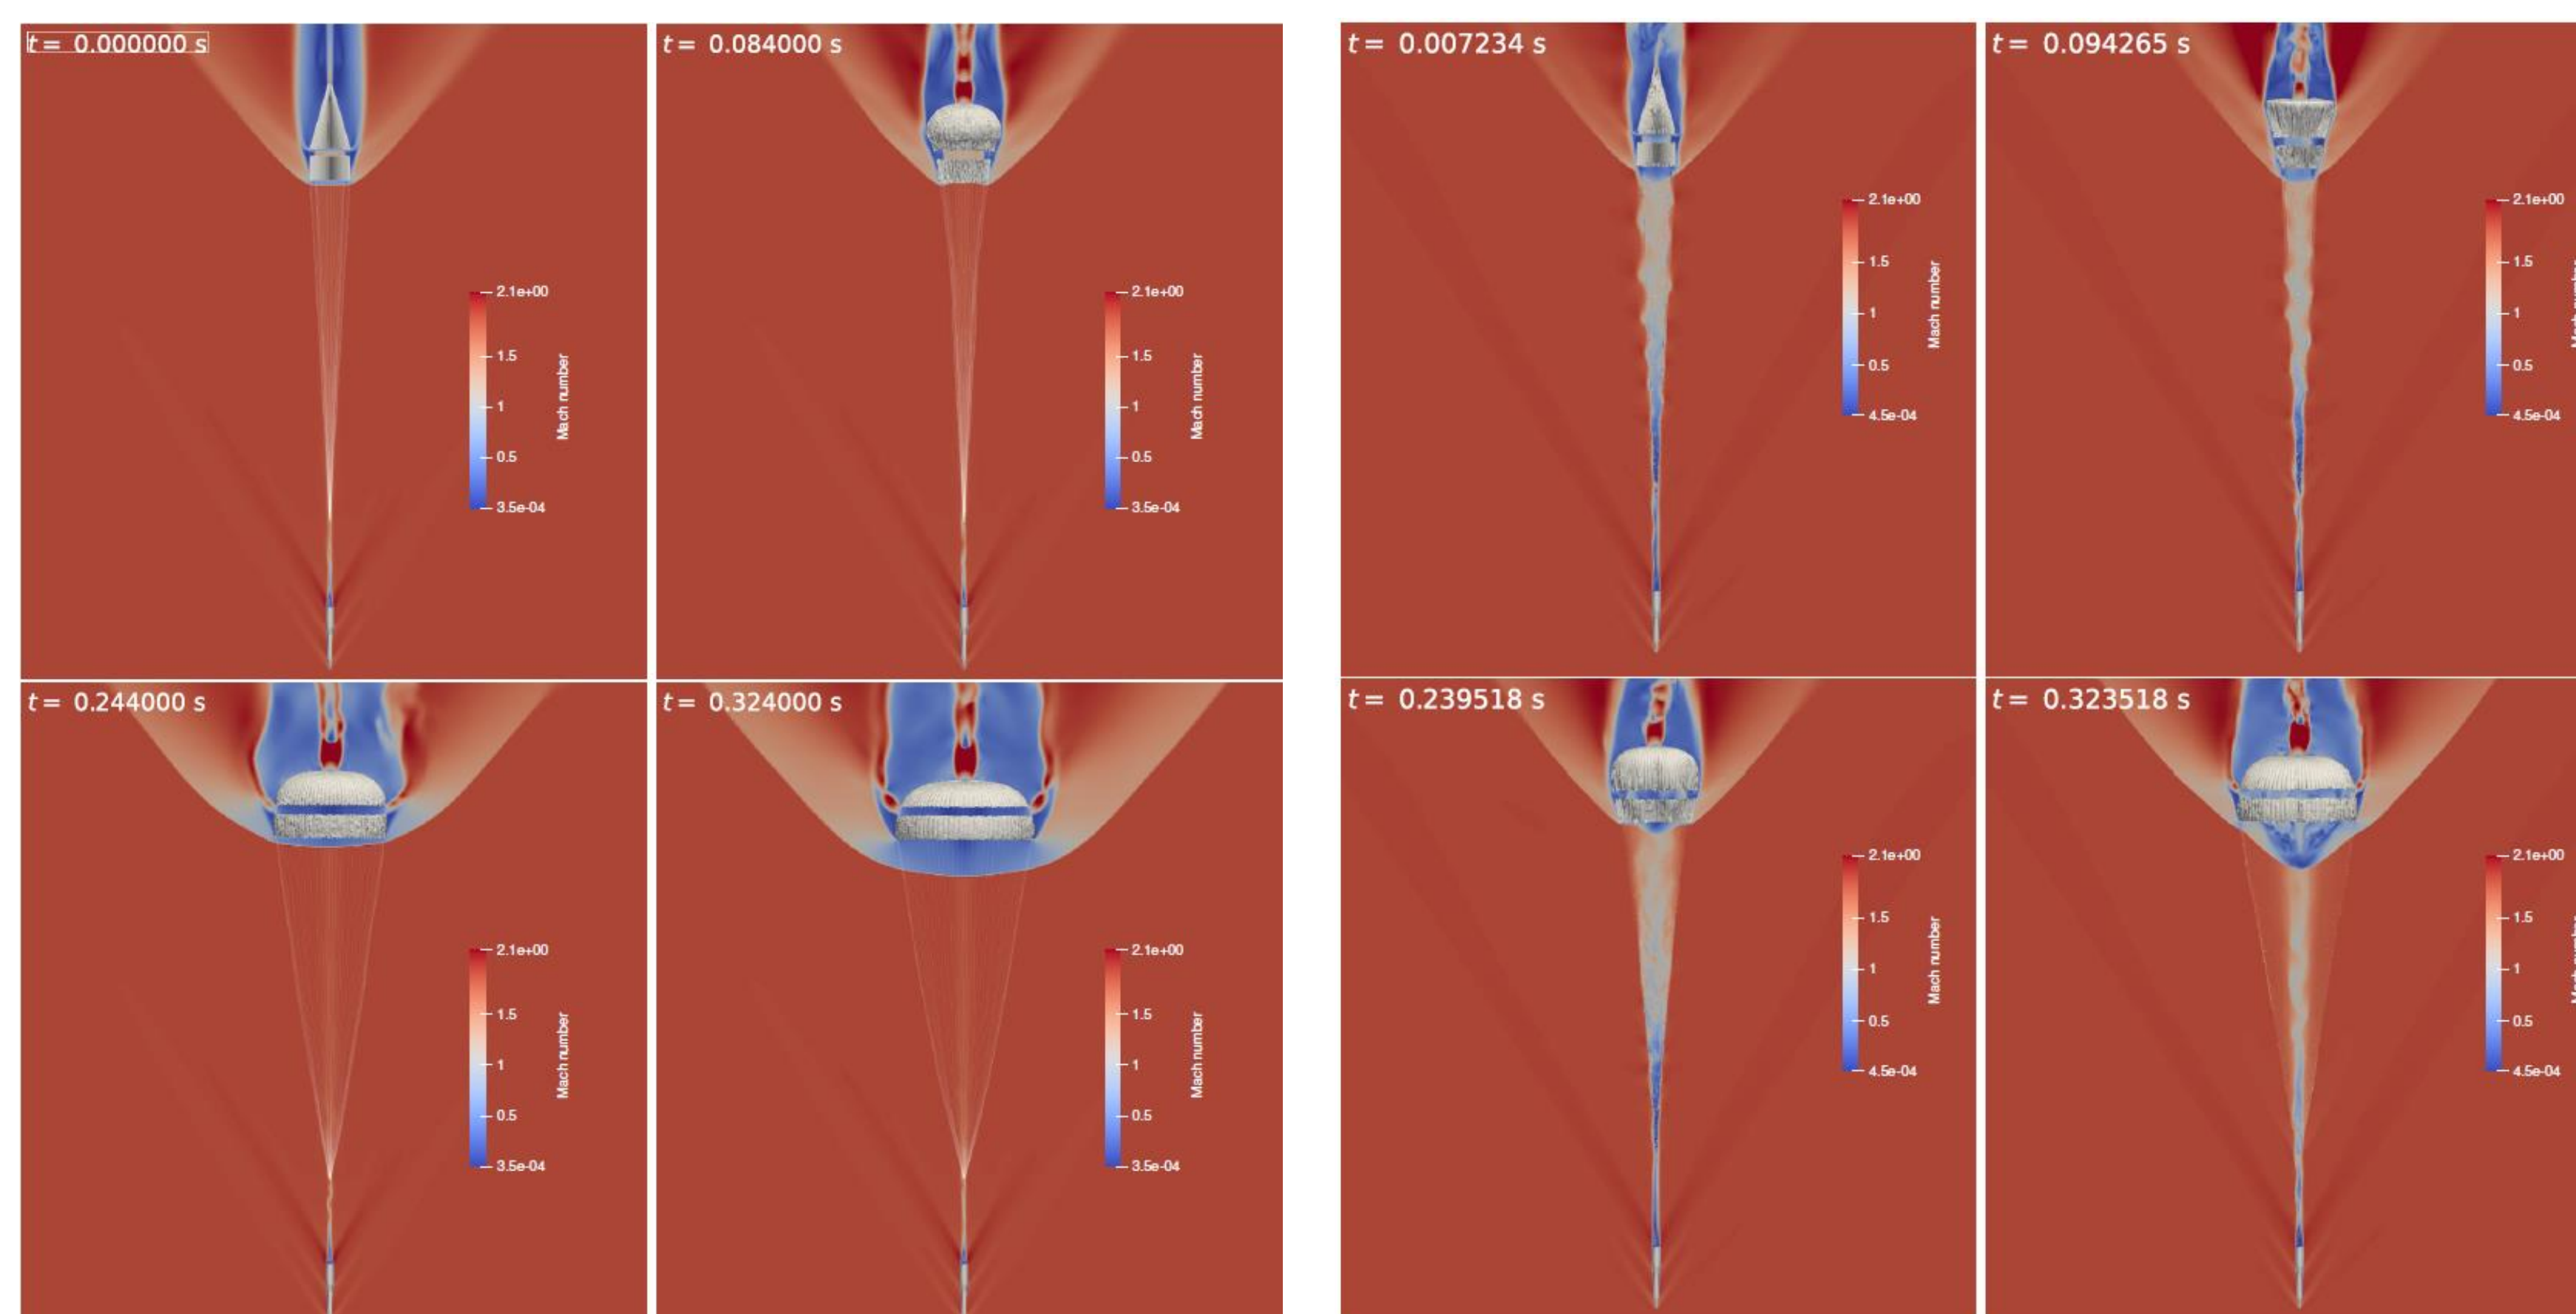 t = 0.000000 s
2.1e+00
1.5
1
0.5
3.5e-04
Mach number
t = 0.084000 s
2.1e+00
1.5
1
0.5
3.5e-04
Mach number
t = 0.007234 s
2.1e+00
1.5
1
0.5
4.5e-04
Mach number
t = 0.094265 s
2.1e+00
1.5
1
0.5
4.5e-04
t = 0.244000 s
2.1e+00
1.5
1
0.5
3.5e-04
Mach number
t = 0.324000 s
2.1e+00
1.5
1
0.5
3.5e-04
Mach number
t = 0.239518 s
2.1e+00
1.5
1
0.5
4.5e-04
Mach number
t = 0.323518 s
2.1e+00
1.5
1
0.5
4.5e-04